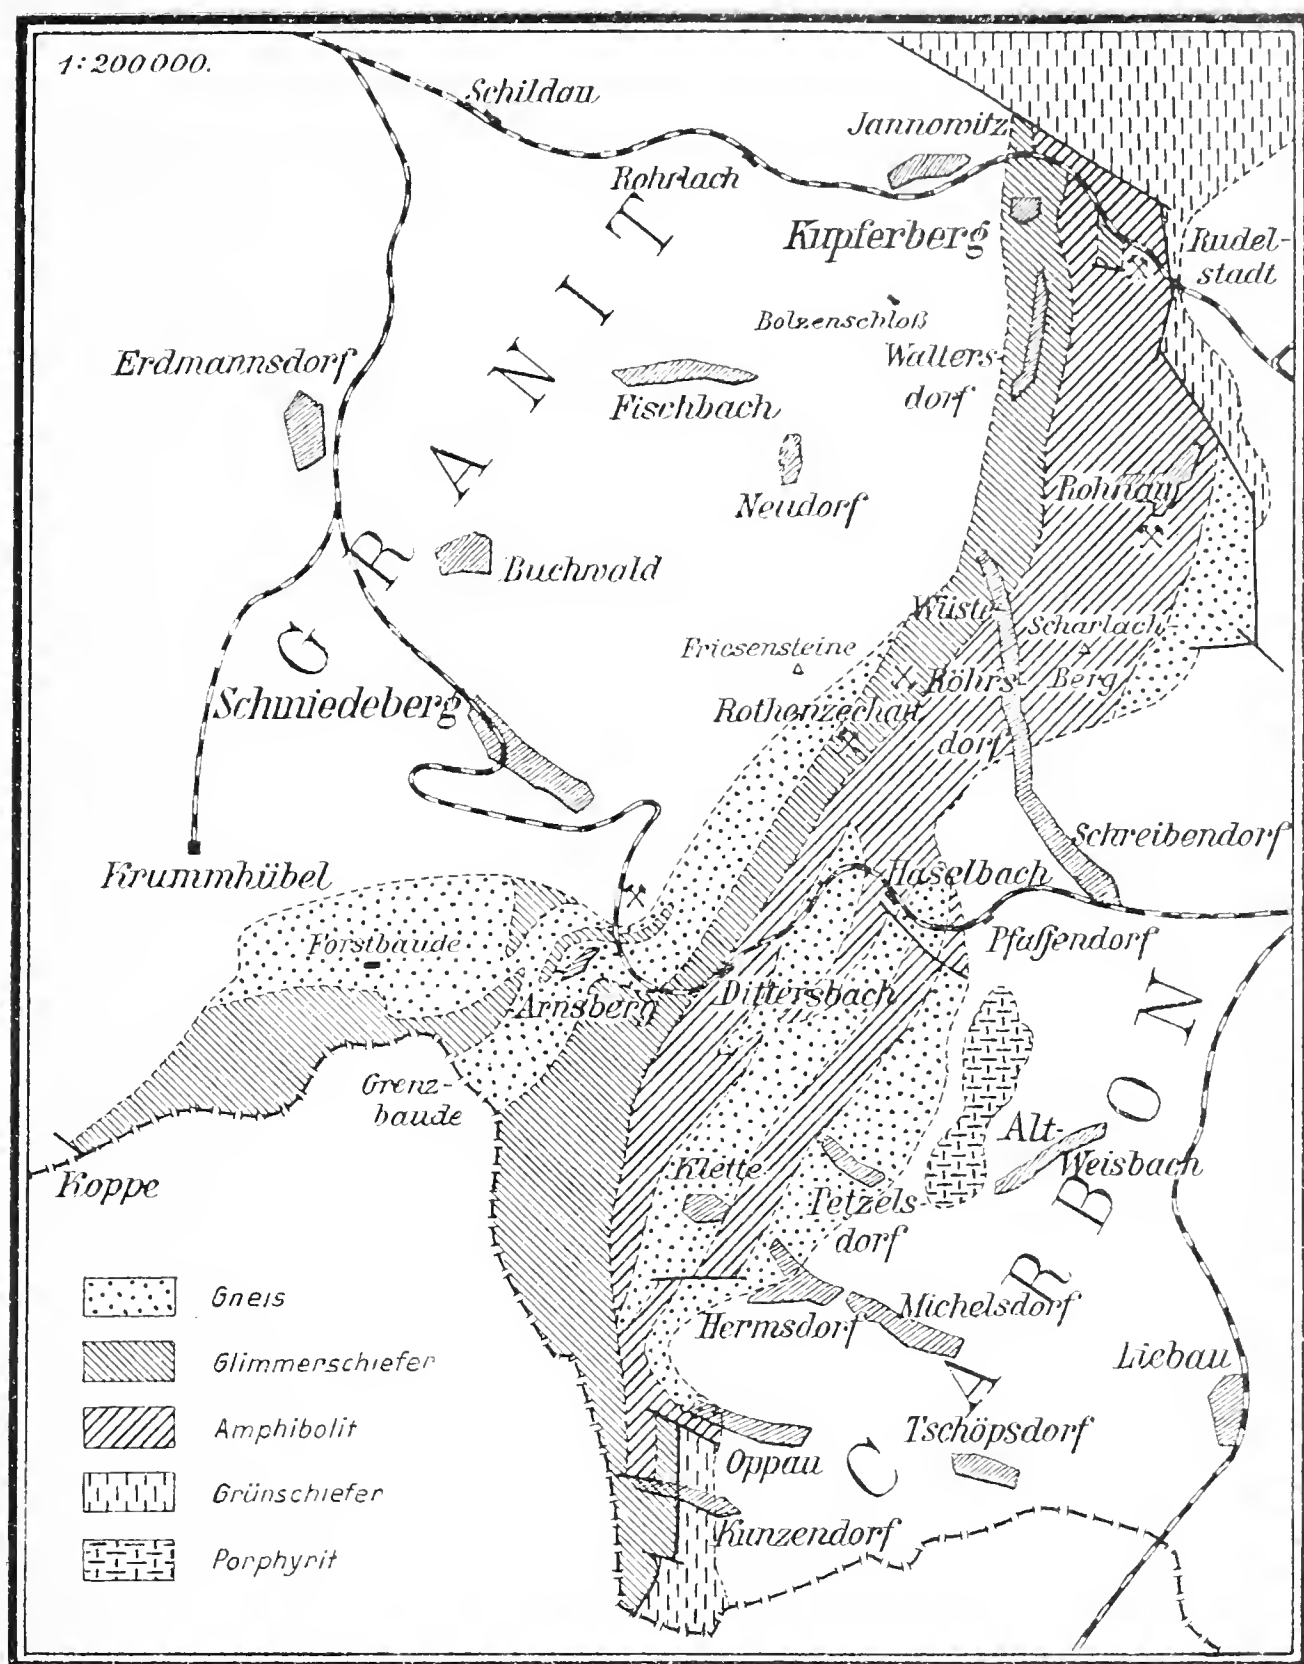 1:200000.
Schildau
Jannowitz
Rohrlach
Kupferberg
Rudel-
stadt
GRANIT
Bolzenschloß
Walters-
dorf
Erdmannsdorf
Fischbach
Neudorf
Rohnau
Buchwald
Wüste-
Röhrs-
dorf
Scharlach-
Berg
Friesensteine
Schmiedeberg
Rothenzechau
Schreibendorf
Krummhübel
Haselbach
Forstbaude
Pfaffendorf
Arnsberg
Dittersbach
Grenz-
baude
CARBON
Alt-
Weisbach
Koppe
Klette
Tetzels-
dorf
Gneis
Hermsdorf
Michelsdorf
Glimmerschiefer
Liebau
Amphibolit
Tschöpsdorf
Oppau
Grünschiefer
Kunzendorf
Porphyrit